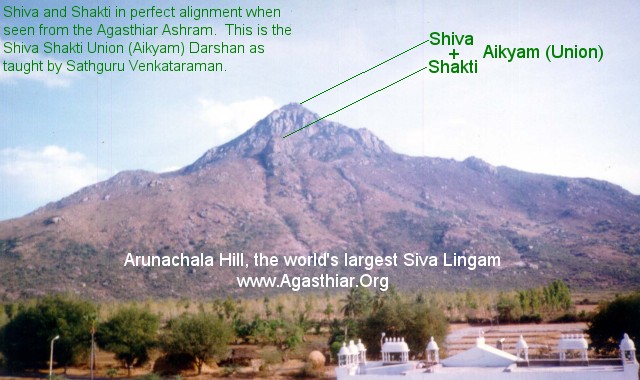 Shiva and Shakti in perfect alignment when
seen from the Agasthiar Ashram.  This is the
Shiva Shakti Union (Aikyam) Darshan as
taught by Sathguru Venkataraman.
Shiva
+
Shakti
Aikyam (Union)
Arunachala Hill, the world's largest Siva Lingam
www.Agasthiar.Org